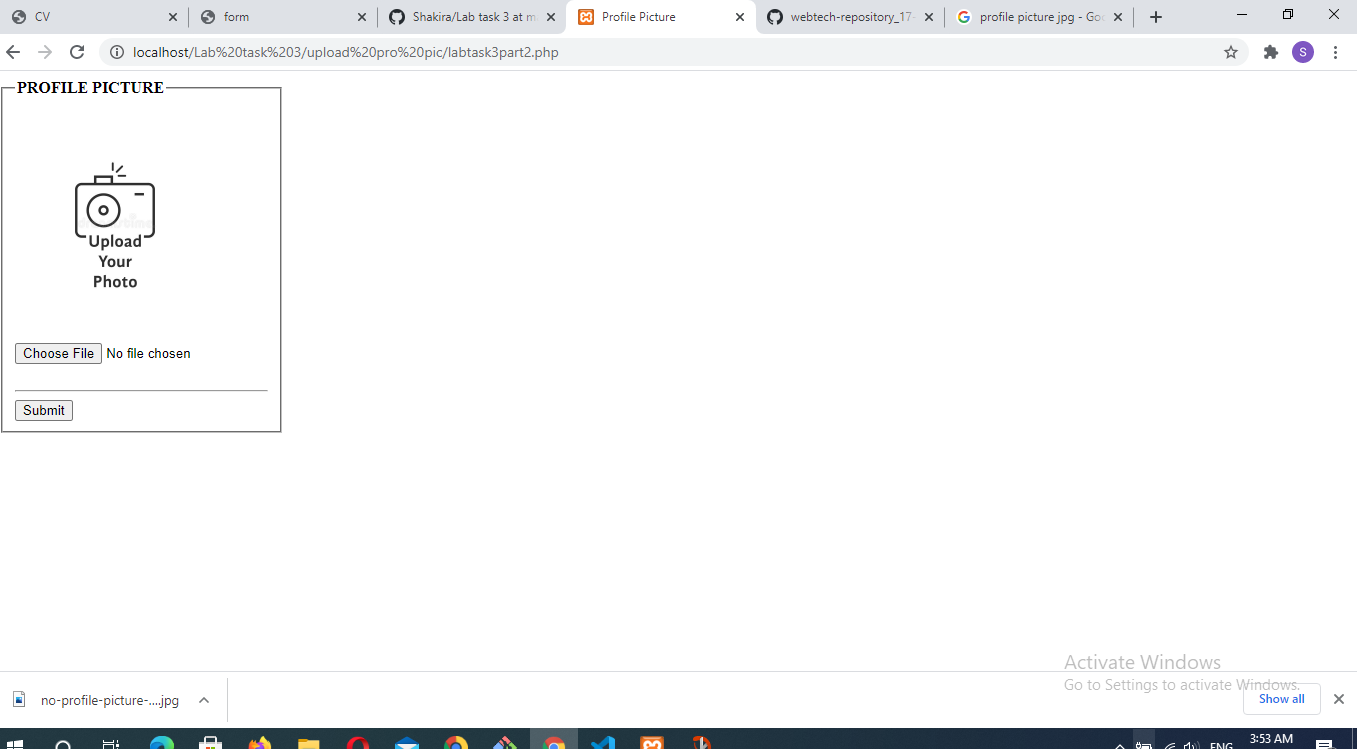 CV
form
Shakira/Lab task 3 at m
Profile Picture
webtech-repository_17-
profile picture jpg - Goo
localhost/Lab%20task%203/upload%20pro%20pic/labtask3part2.php
S
PROFILE PICTURE
Upload
Your
Photo
Choose File No file chosen
Submit
Activate Windows
Go to Settings to activate Windows.
no-profile-picture-....jpg
Show all
ENG
3:53 AM